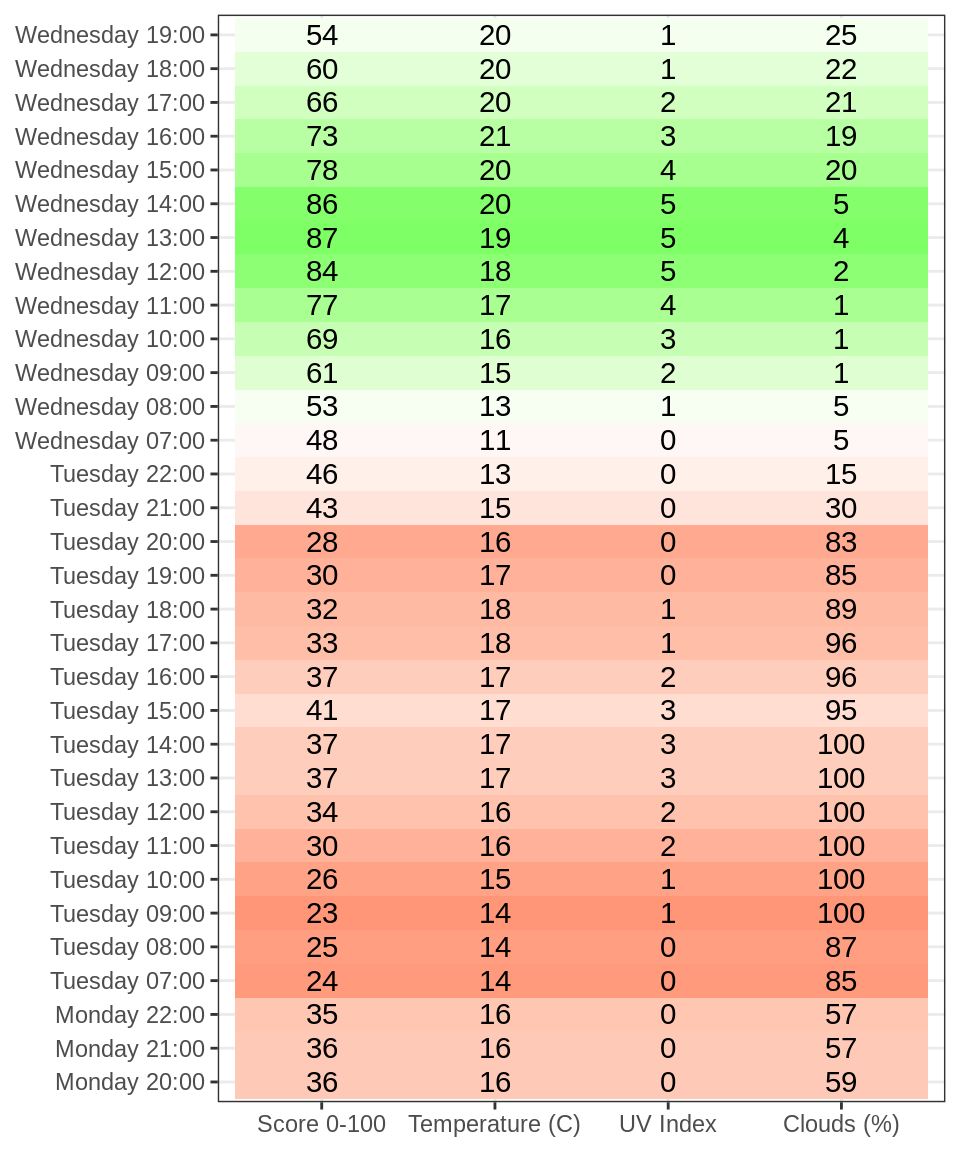 Wednesday 19:00 54 20 1 25
Wednesday 18:00 60 20 1 22
Wednesday 17:00 66 20 2 21
Wednesday 16:00 73 21 3 19
Wednesday 15:00 78 20 4 20
Wednesday 14:00 86 20 5 5
Wednesday 13:00 87 19 5 4
Wednesday 12:00 84 18 5 2
Wednesday 11:00 77 17 4 1
Wednesday 10:00 69 16 3 1
Wednesday 09:00 61 15 2 1
Wednesday 08:00 53 13 1 5
Wednesday 07:00 48 11 0 5
Tuesday 22:00 46 13 0 15
Tuesday 21:00 43 15 0 30
Tuesday 20:00 28 16 0 83
Tuesday 19:00 30 17 0 85
Tuesday 18:00 32 18 1 89
Tuesday 17:00 33 18 1 96
Tuesday 16:00 37 17 2 96
Tuesday 15:00 41 17 3 95
Tuesday 14:00 37 17 3 100
Tuesday 13:00 37 17 3 100
Tuesday 12:00 34 16 2 100
Tuesday 11:00 30 16 2 100
Tuesday 10:00 26 15 1 100
Tuesday 09:00 23 14 1 100
Tuesday 08:00 25 14 0 87
Tuesday 07:00 24 14 0 85
Monday 22:00 35 16 0 57
Monday 21:00 36 16 0 57
Monday 20:00 36 16 0 59
Score 0-100 Temperature (C) UV Index Clouds (%)